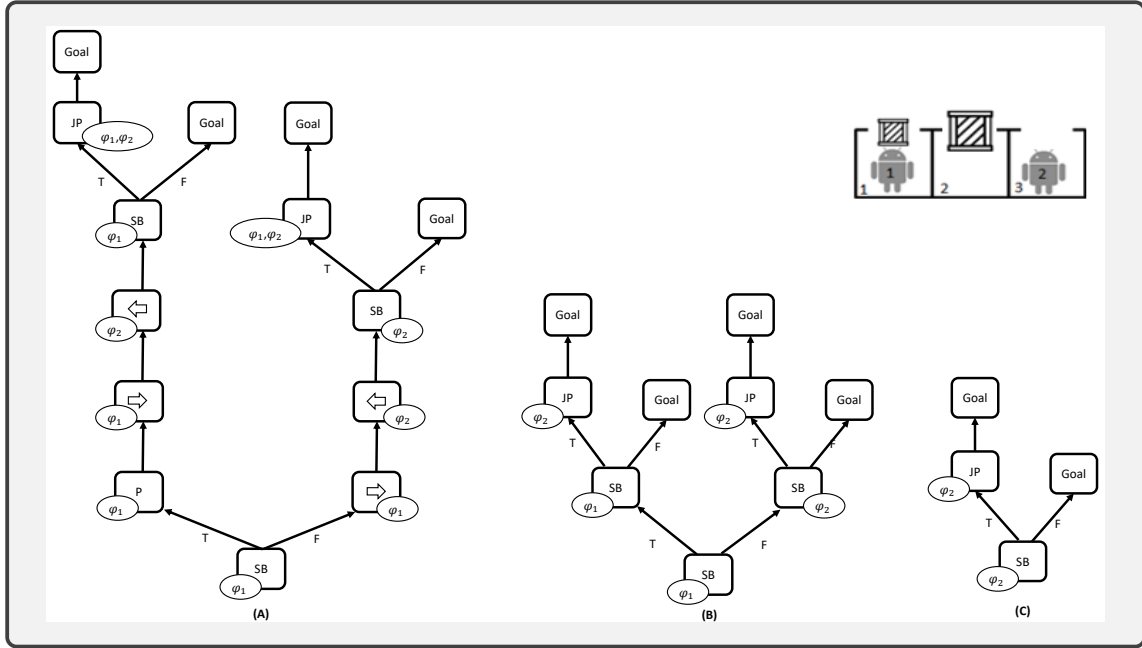 Goal
JP
φ₁,φ₂
Goal
T
F
SB
φ₁
φ₂
φ₁
P
φ₁
Goal
JP
φ₁,φ₂
Goal
T
F
SB
φ₂
φ₂
φ₁
T
F
SB
φ₁
(A)
Goal
JP
φ₂
Goal
T
F
SB
φ₁
Goal
JP
φ₂
Goal
T
F
SB
φ₂
T
F
SB
φ₁
(B)
1
2
1
2
3
Goal
JP
φ₂
Goal
T
F
SB
φ₂
(C)